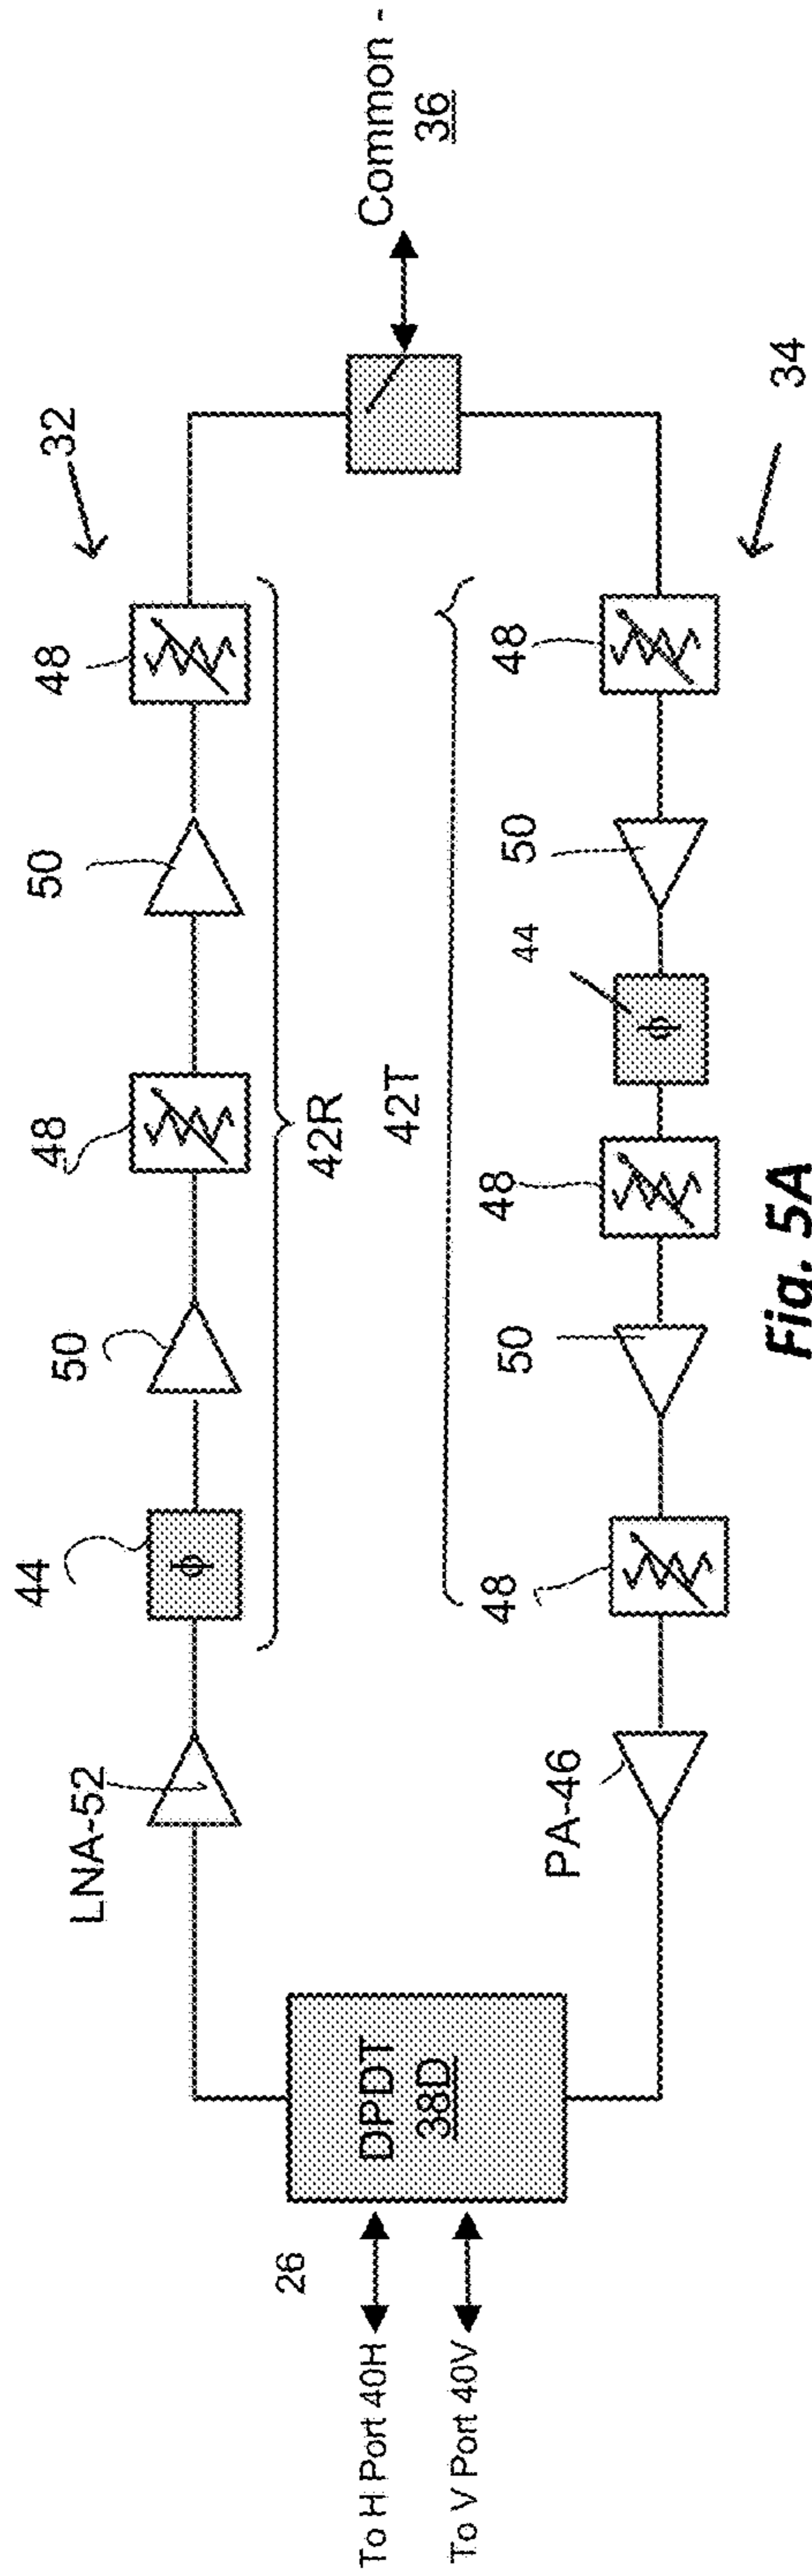 32
48
50
48
50
44
LNA-52
42R
42T
Common -
36
DPDT
38D
26
To H Port 40H
To V Port 40V
48
50
44
48
50
48
PA-46
34
ϕ
ϕ
Fig. 5A